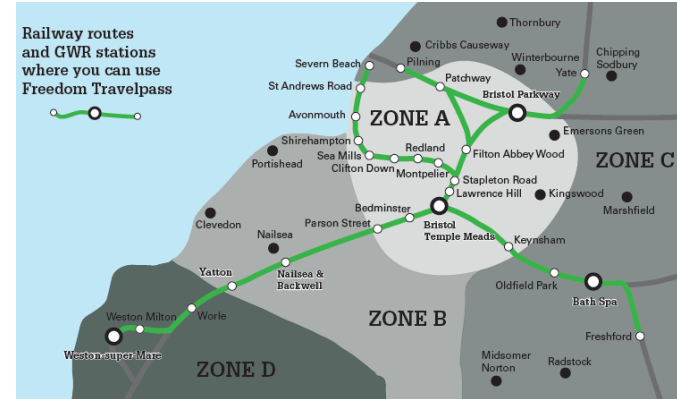 Railway routes
and GWR stations
where you can use
Freedom Travelpass
Thornbury
Cribbs Causeway
Severn Beach
Pilning
Winterbourne
Chipping
Sodbury
Yate
St Andrews Road
Patchway
Bristol Parkway
Avonmouth
ZONE A
Emersons Green
Shirehampton
Redland
Sea Mills
Filton Abbey Wood
ZONE C
Portishead
Clifton Down
Montpelier
Stapleton Road
Lawrence Hill
Kingswood
Marshfield
Bedminster
Clevedon
Parson Street
Bristol
Temple Meads
Nailsea
Keynsham
Yatton
Nailsea &
Backwell
Oldfield Park
Bath Spa
Weston Milton
Worle
ZONE B
Freshford
Weston-super-Mare
ZONE D
Midsomer
Norton
Radstock